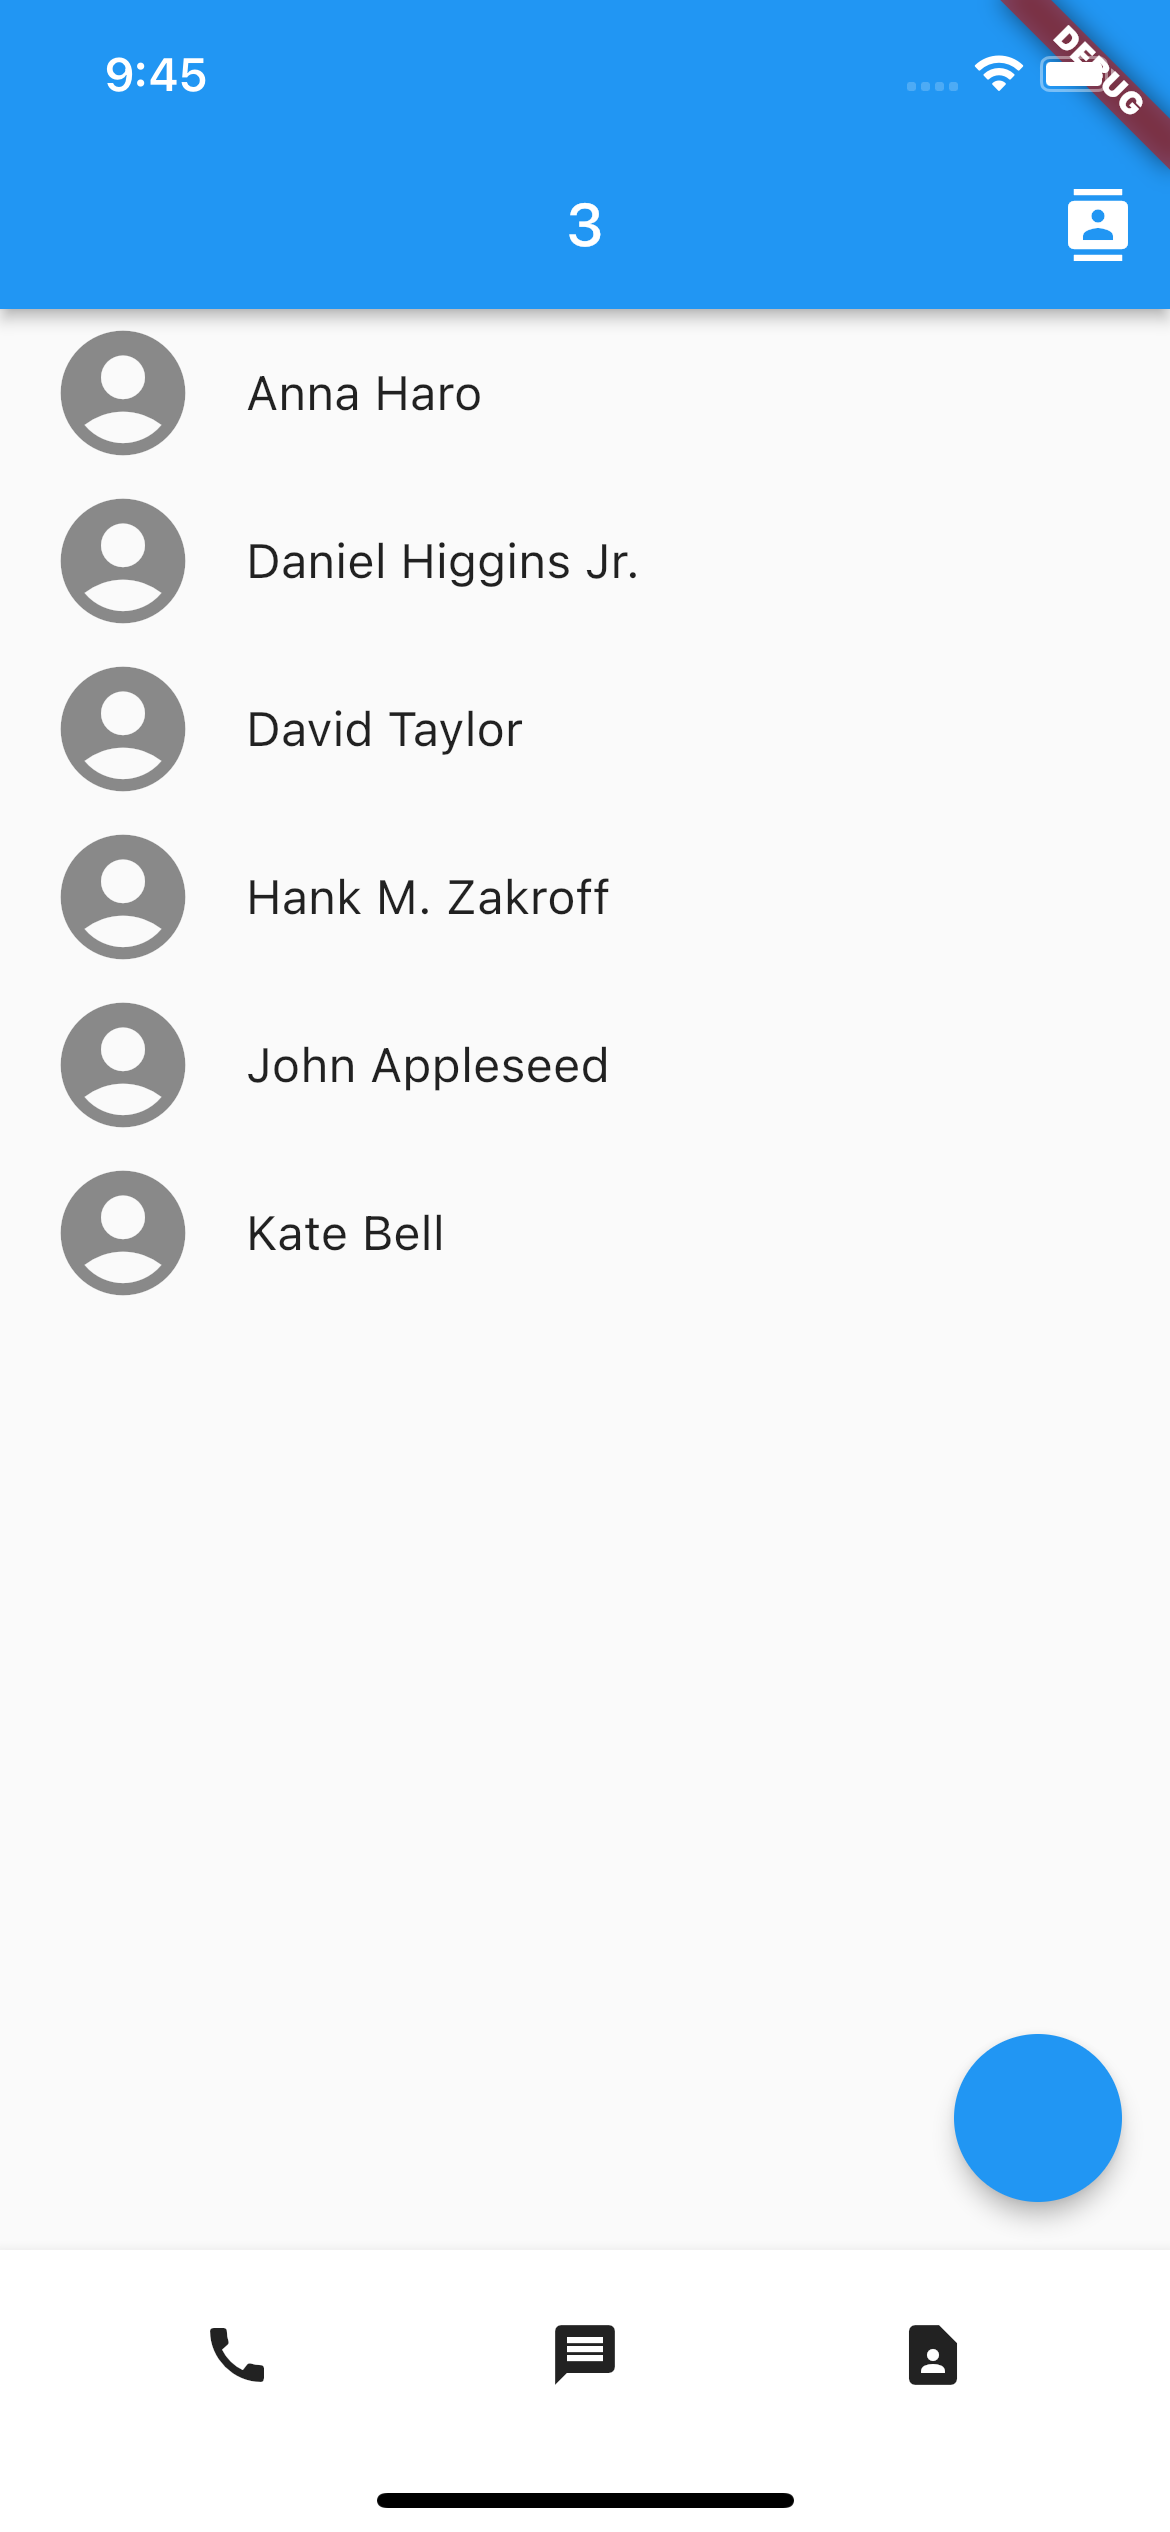 9:45
DEBUG
3
Anna Haro
Daniel Higgins Jr.
David Taylor
Hank M. Zakroff
John Appleseed
Kate Bell